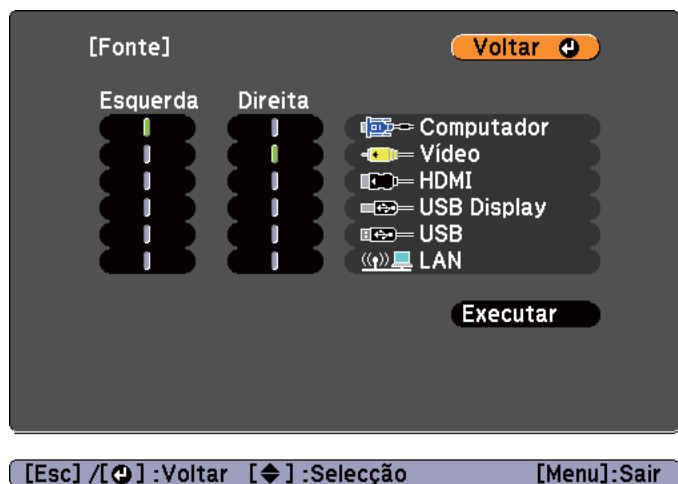 [Fonte] Voltar
Esquerda Direita
Computador
Vídeo
HDMI
USB Display
USB
LAN
Executar
[Esc] /[ ] :Voltar [ ] :Selecção [Menu]:Sair